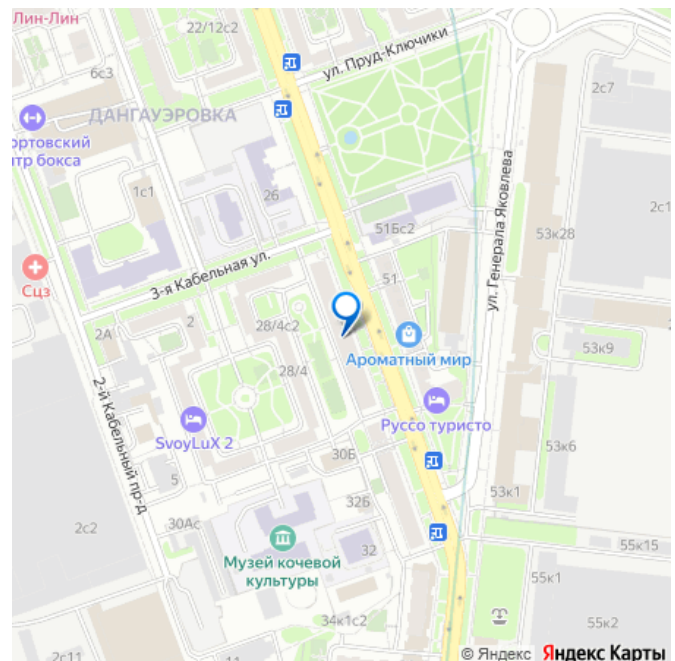 Лин-Лин
22/12с2
ул. Пруд-Ключики
6с3
ДАНГАУЭРОВКА
ортовский
тр бокса
2с7
1с1
26
ул. Генерала Яковлева
2с1
51Бс2
53к28
3-я Кабельная ул.
Сцз
51
2А
2
28/4с2
Ароматный мир
53к9
28/4
2-й Кабельный пр-д
Руссо туристо
SvoyLuX 2
30Б
53к6
5
53к1
32Б
30Ас
2с2
32
Музей кочевой
культуры
55к15
55к1
34к1с2
55к2
2с11
© Яндекс Яндекс Карты